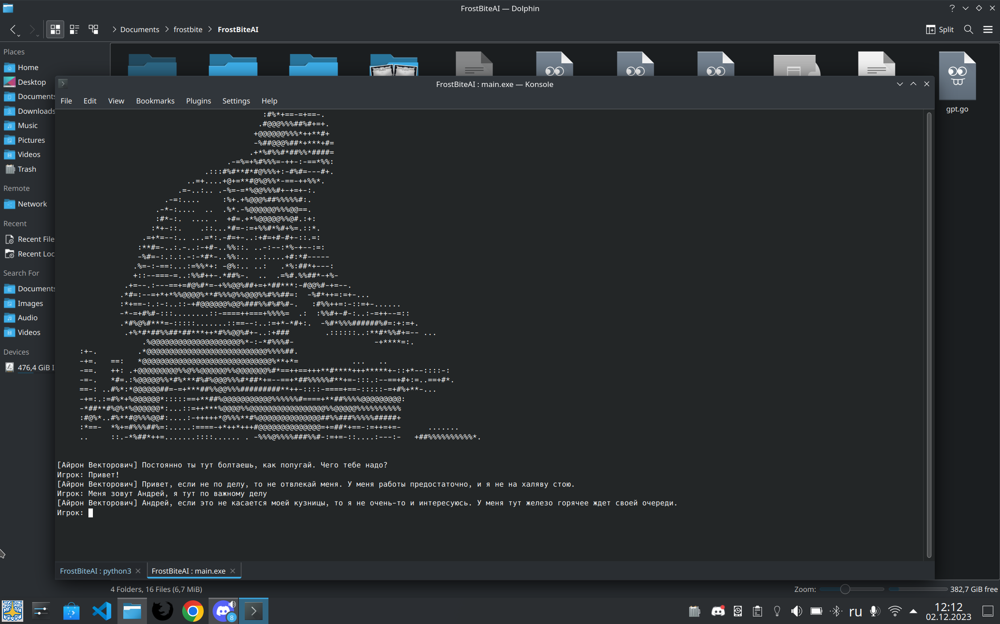 FrostBiteAI — Dolphin
Documents
frostbite
FrostBiteAI
Split
Places
Home
Desktop
Documents
Downloads
Music
Pictures
Videos
Trash
Remote
Network
Recent
Recent File
Recent Loc
Search For
Documents
Images
Audio
Videos
Devices
476,4 GiB I
gpt.go
FrostBiteAI : main.exe — Konsole
File Edit View Bookmarks Plugins Settings Help
[Айрон Векторович] Постоянно ты тут болтаешь, как попугай. Чего тебе надо?
Игрок: Привет!
[Айрон Векторович] Привет, если не по делу, то не отвлекай меня. У меня работы предостаточно, и я не на халяву стою.
Игрок: Меня зовут Андрей, я тут по важному делу
[Айрон Векторович] Андрей, если это не касается моей кузницы, то я не очень-то и интересуюсь. У меня тут железо горячее ждет своей очереди.
Игрок:
FrostBiteAI : python3
FrostBiteAI : main.exe
4 Folders, 16 Files (6,7 MiB)
Zoom:
382,7 GiB free
8
ru
12:12
02.12.2023